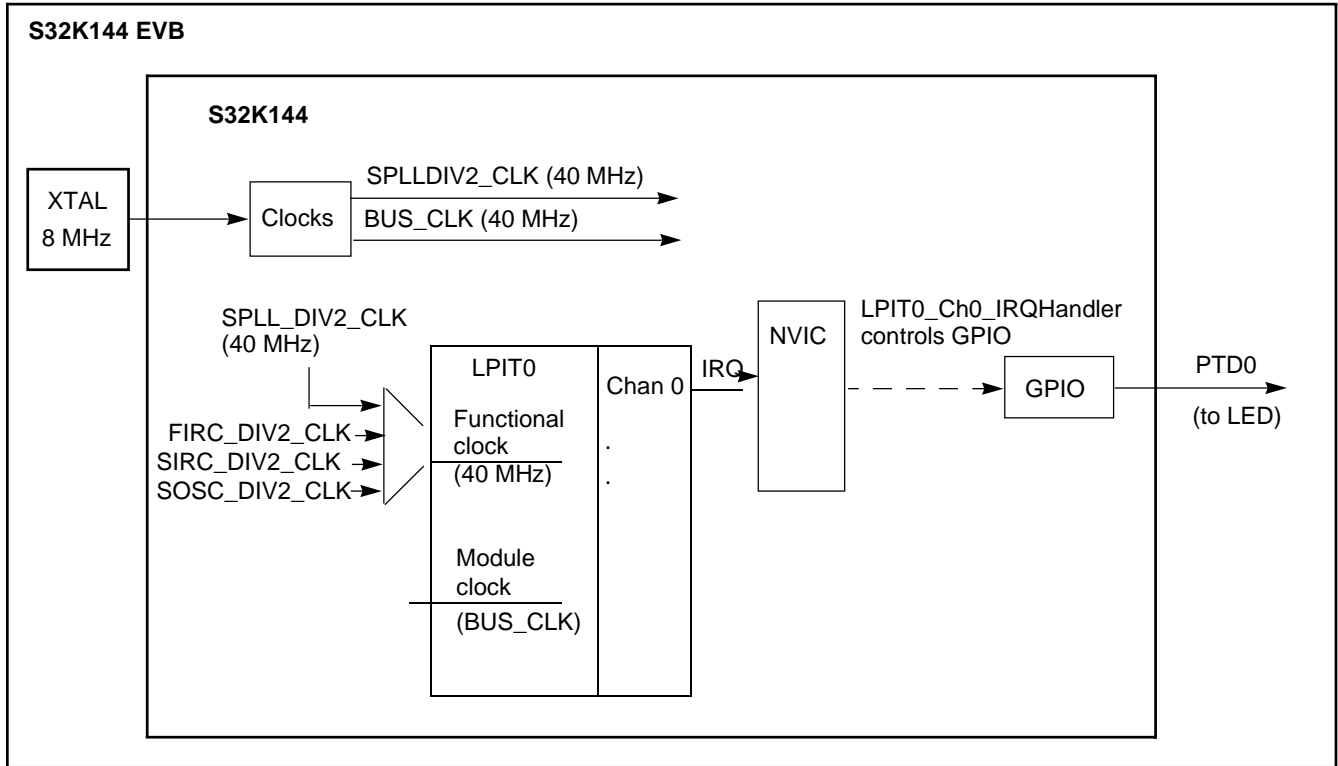 S32K144 EVB
S32K144
XTAL
8 MHz
Clocks
SPLLDIV2_CLK (40 MHz)
BUS_CLK (40 MHz)
SPLL_DIV2_CLK
(40 MHz)
FIRC_DIV2_CLK
SIRC_DIV2_CLK
SOSC_DIV2_CLK
LPIT0
Functional
clock
(40 MHz)
Module
clock
(BUS_CLK)
Chan 0
.
.
IRQ
NVIC
LPIT0_Ch0_IRQHandler
controls GPIO
GPIO
PTD0
(to LED)